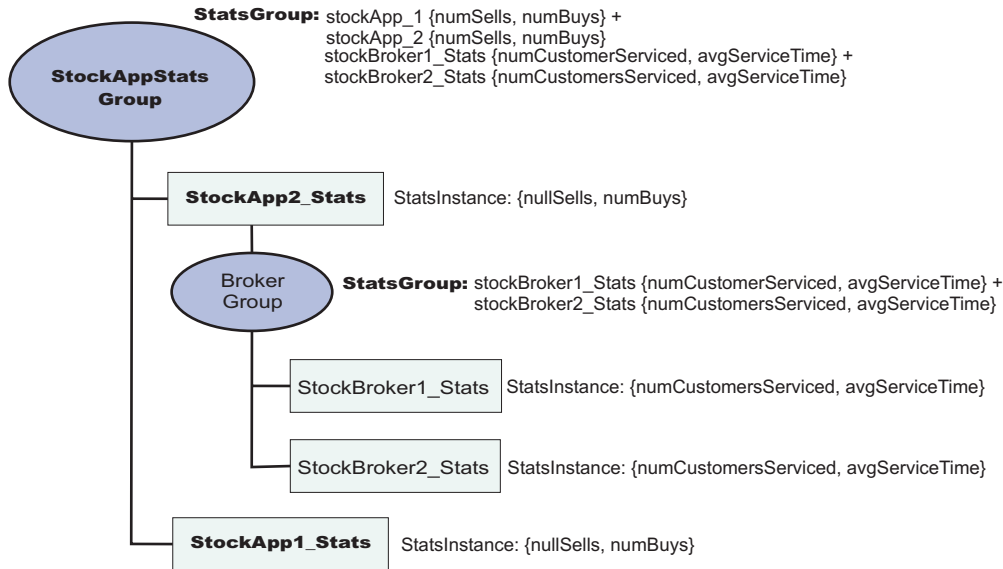 StatsGroup: stockApp_1 {numSells, numBuys} +
stockApp_2 {numSells, numBuys}
stockBroker1_Stats {numCustomerServiced, avgServiceTime} +
stockBroker2_Stats {numCustomersServiced, avgServiceTime}
StockAppStats
Group
StockApp2_Stats
StatsInstance: {nullSells, numBuys}
Broker
Group
StatsGroup: stockBroker1_Stats {numCustomerServiced, avgServiceTime} +
stockBroker2_Stats {numCustomersServiced, avgServiceTime}
StockBroker1_Stats
StatsInstance: {numCustomersServiced, avgServiceTime}
StockBroker2_Stats
StatsInstance: {numCustomersServiced, avgServiceTime}
StockApp1_Stats
StatsInstance: {nullSells, numBuys}